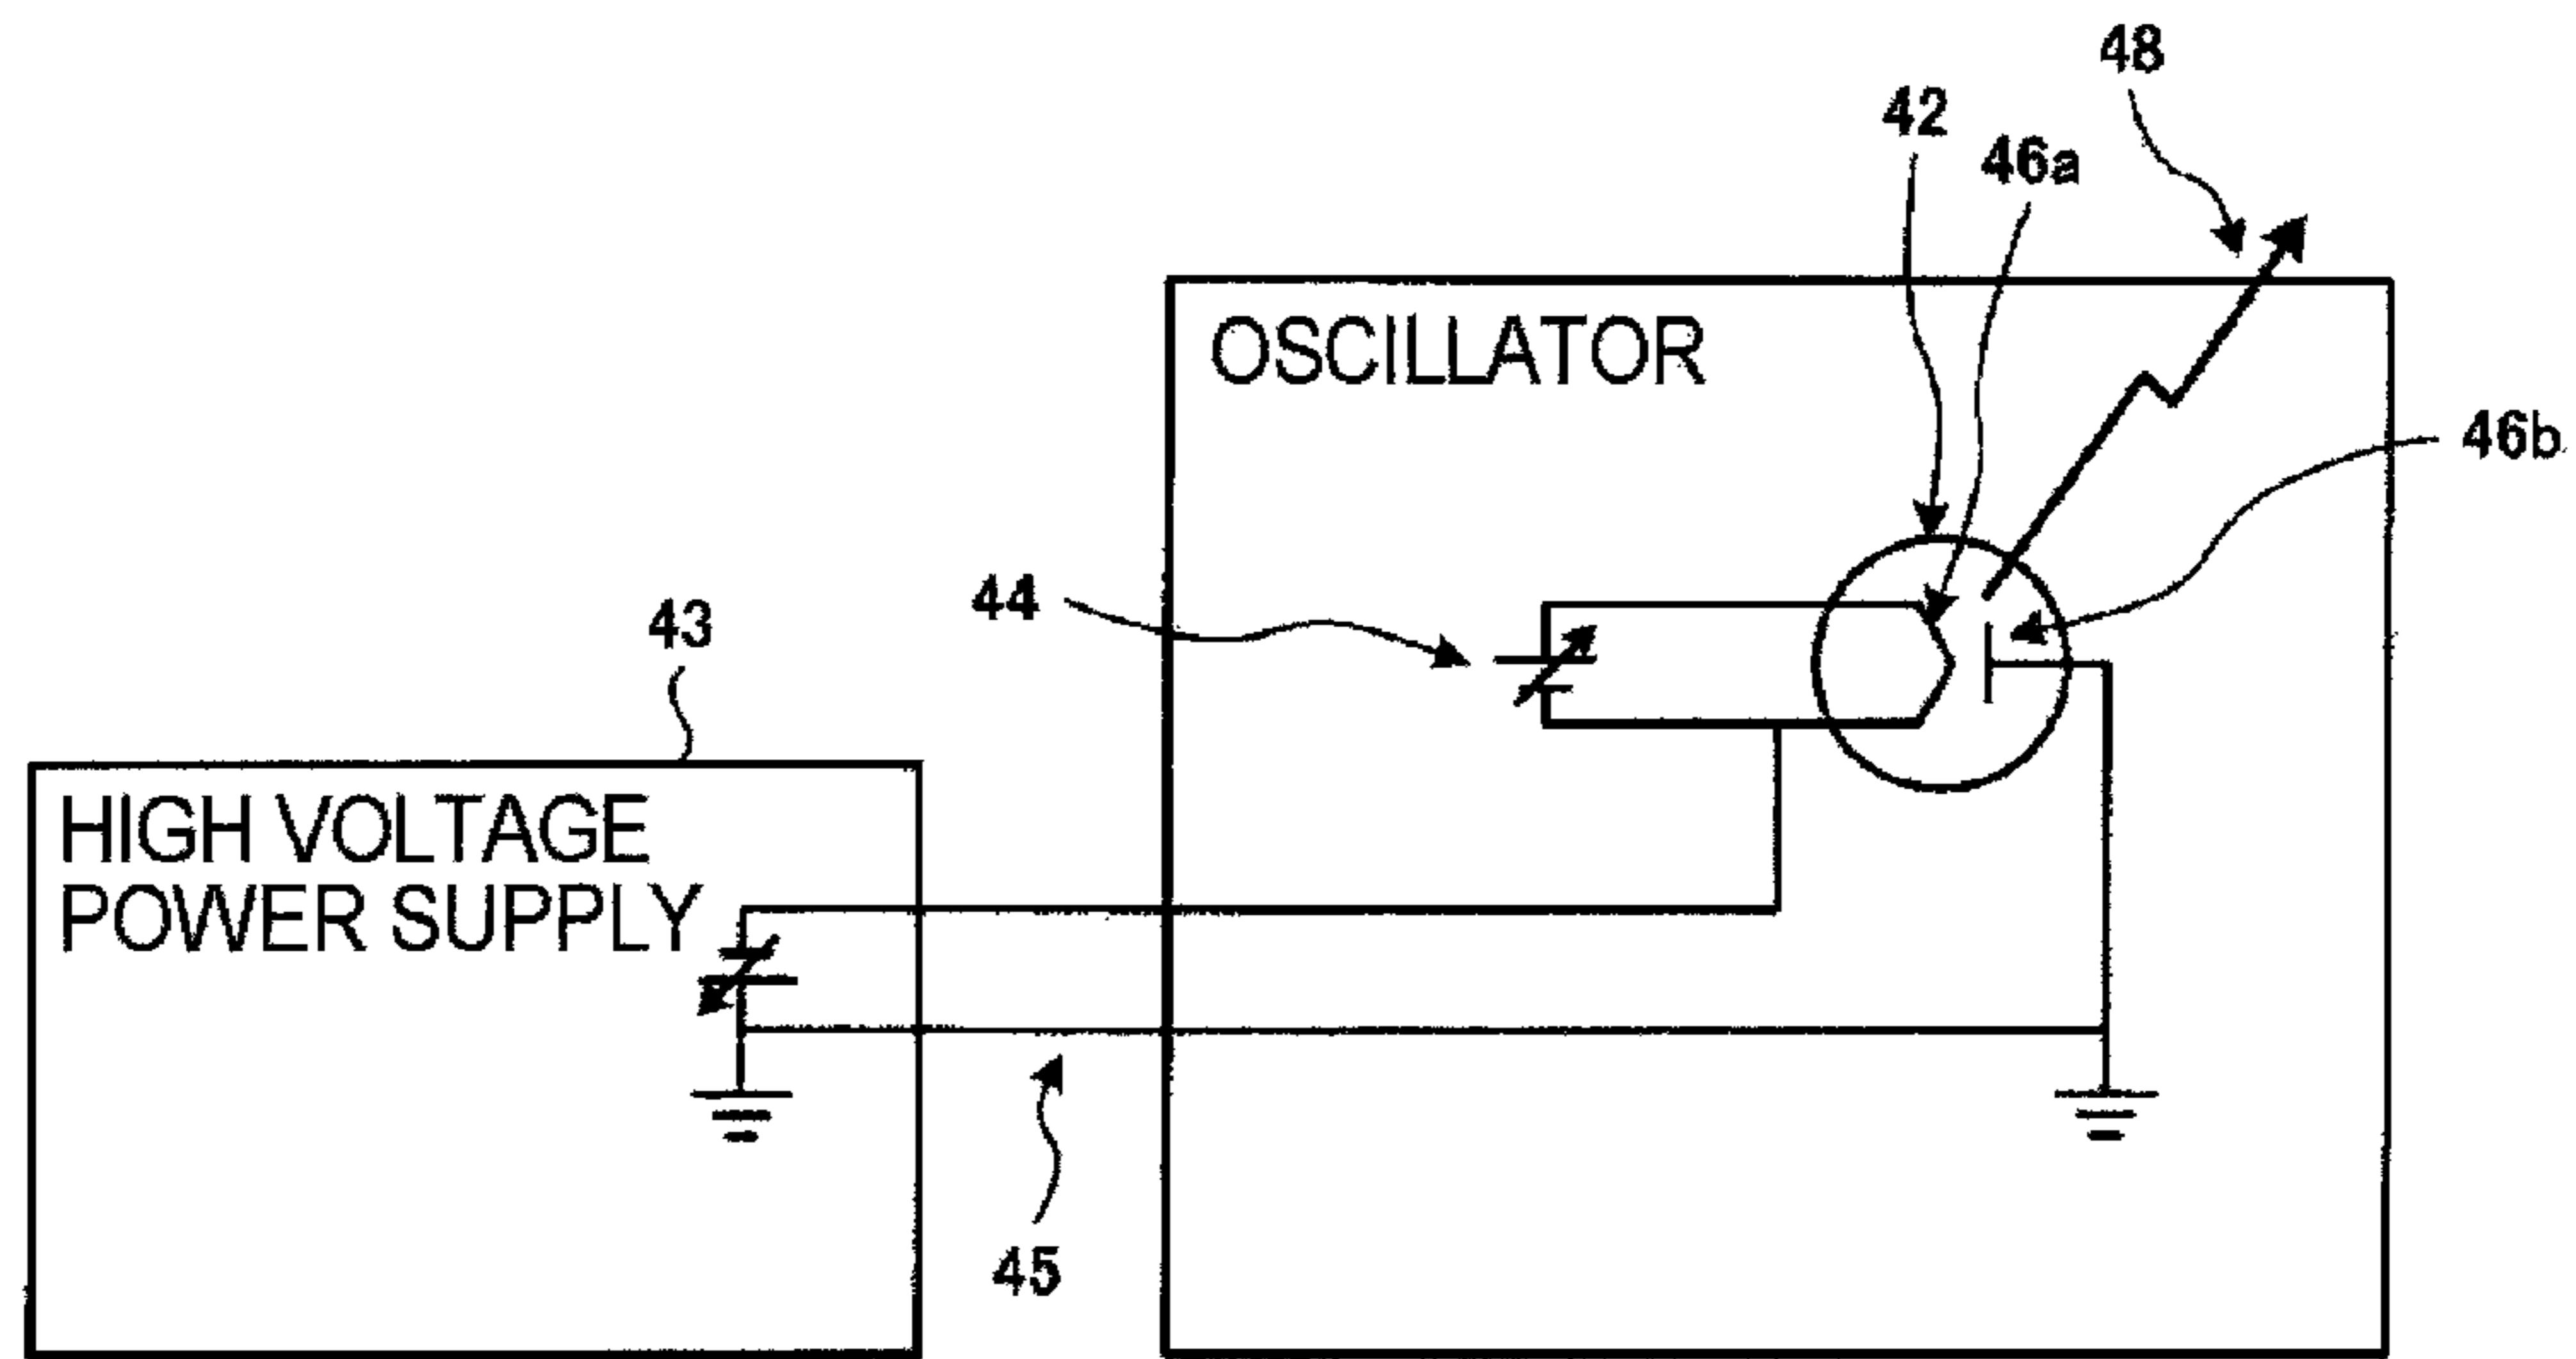 48
42
46a
OSCILLATOR
46b
44
43
HIGH VOLTAGE
POWER SUPPLY
45